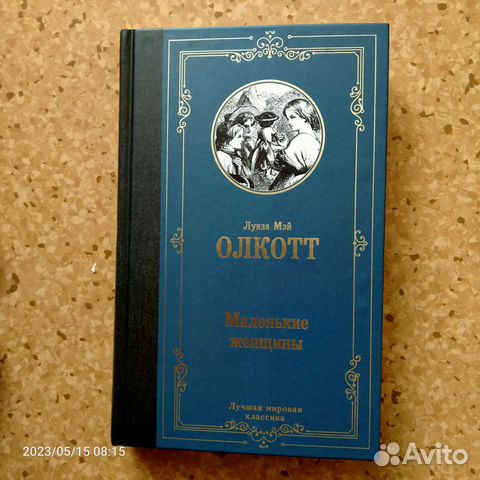 Луиза Мэй
ОЛКОТТ
Маленькие
женщины
Лучшая мировая
классика
2023/05/15 08:15
Avito